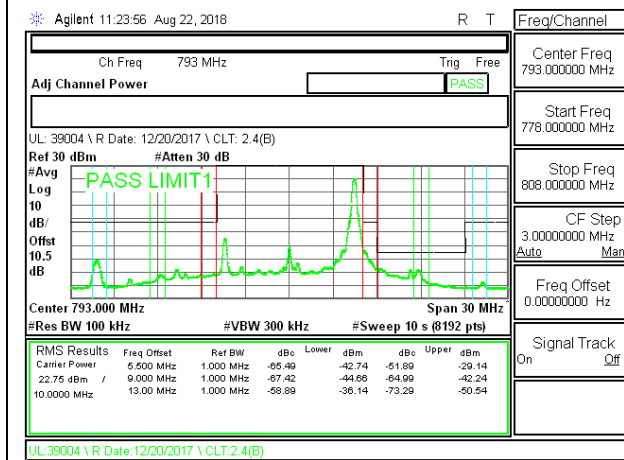 Agilent 11:23:56 Aug 22, 2018 R T
Freq/Channel
Ch Freq 793 MHz Trig Free
Adj Channel Power PASS
Center Freq
793.000000 MHz
Start Freq
778.000000 MHz
Stop Freq
808.000000 MHz
CF Step
3.00000000 MHz
Auto Man
Freq Offset
0.00000000 Hz
Signal Track
On Off
UL: 39004 \ R Date: 12/20/2017 \ CLT: 2.4(B)
Ref 30 dBm #Atten 30 dB
#Avg
Log
10
dB/
Offst
10.5
dB
PASS LIMIT1
Center 793.000 MHz Span 30 MHz
#Res BW 100 kHz #VBW 300 kHz #Sweep 10 s (8192 pts)
RMS Results Freq Offset Ref BW dBc Lower dBm dBc Upper dBm
Carrier Power 5.500 MHz 1.000 MHz -65.49 -42.74 -51.89 -29.14
22.75 dBm / 9.000 MHz 1.000 MHz -67.42 -44.66 -64.99 -42.24
10.0000 MHz 13.00 MHz 1.000 MHz -58.89 -36.14 -73.29 -50.54
UL:39004 \ R Date:12/20/2017 \ CLT:2.4(B)